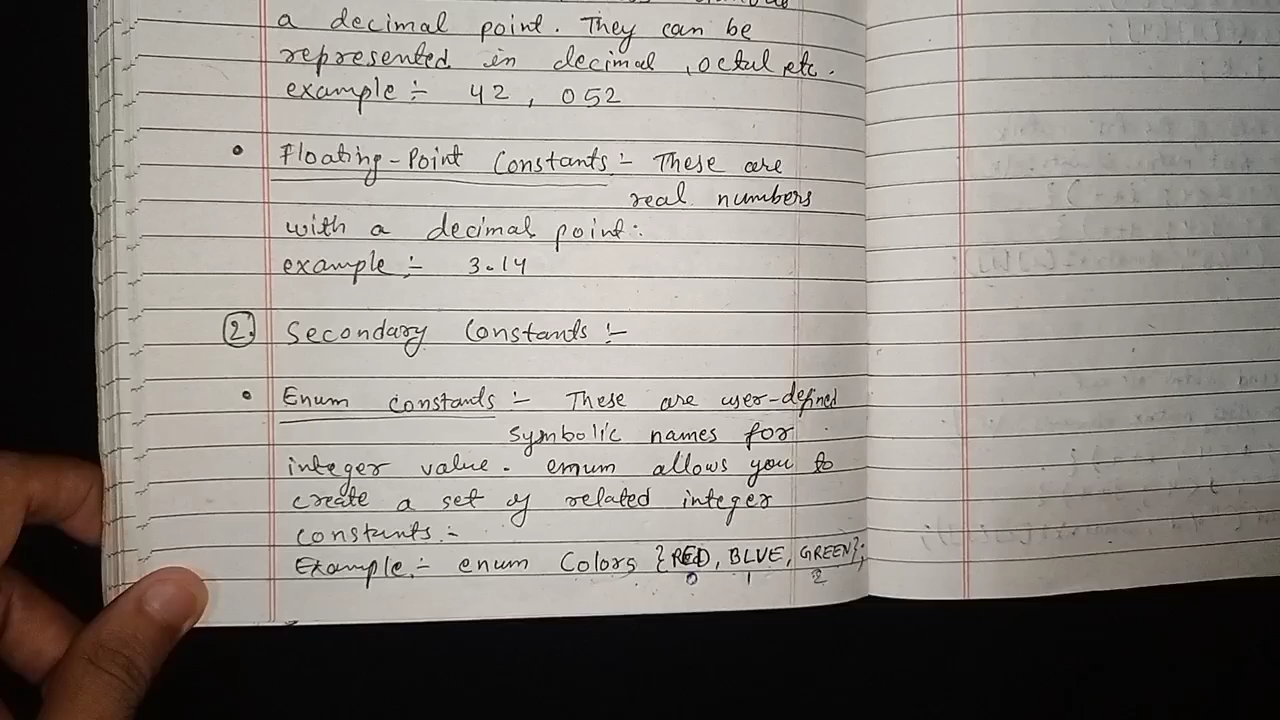 a decimal point. They can be
represented in decimal, octal etc.
example :- 42, 052
• Floating-Point Constants :- These are
real numbers
with a decimal point :.
example :- 3.14
2. Secondary Constants :-
• Enum constants :- These are user-defined
symbolic names for
integer value. emum allows you to
create a set of related integer
constants :-
Example :- enum Colors {RED, BLUE, GREEN};
0 1 2